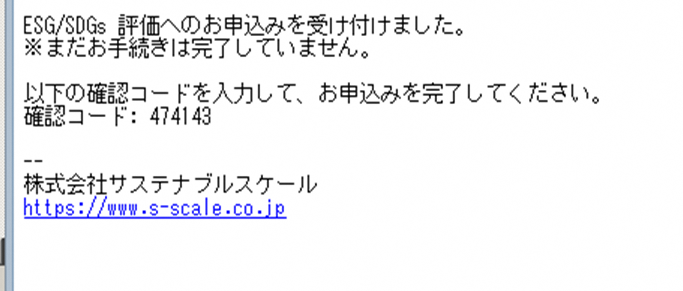 ESG/SDGs 評価へのお申込みを受け付けました。
※まだお手続きは完了していません。
以下の確認コードを入力して、お申込みを完了してください。
確認コード: 474143
--
株式会社サステナブルスケール
https://www.s-scale.co.jp